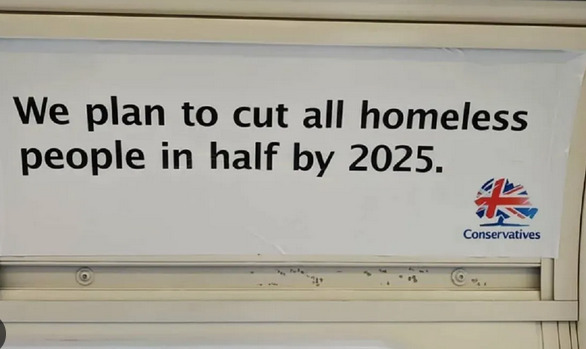 We plan to cut all homeless
people in half by 2025.
Conservatives